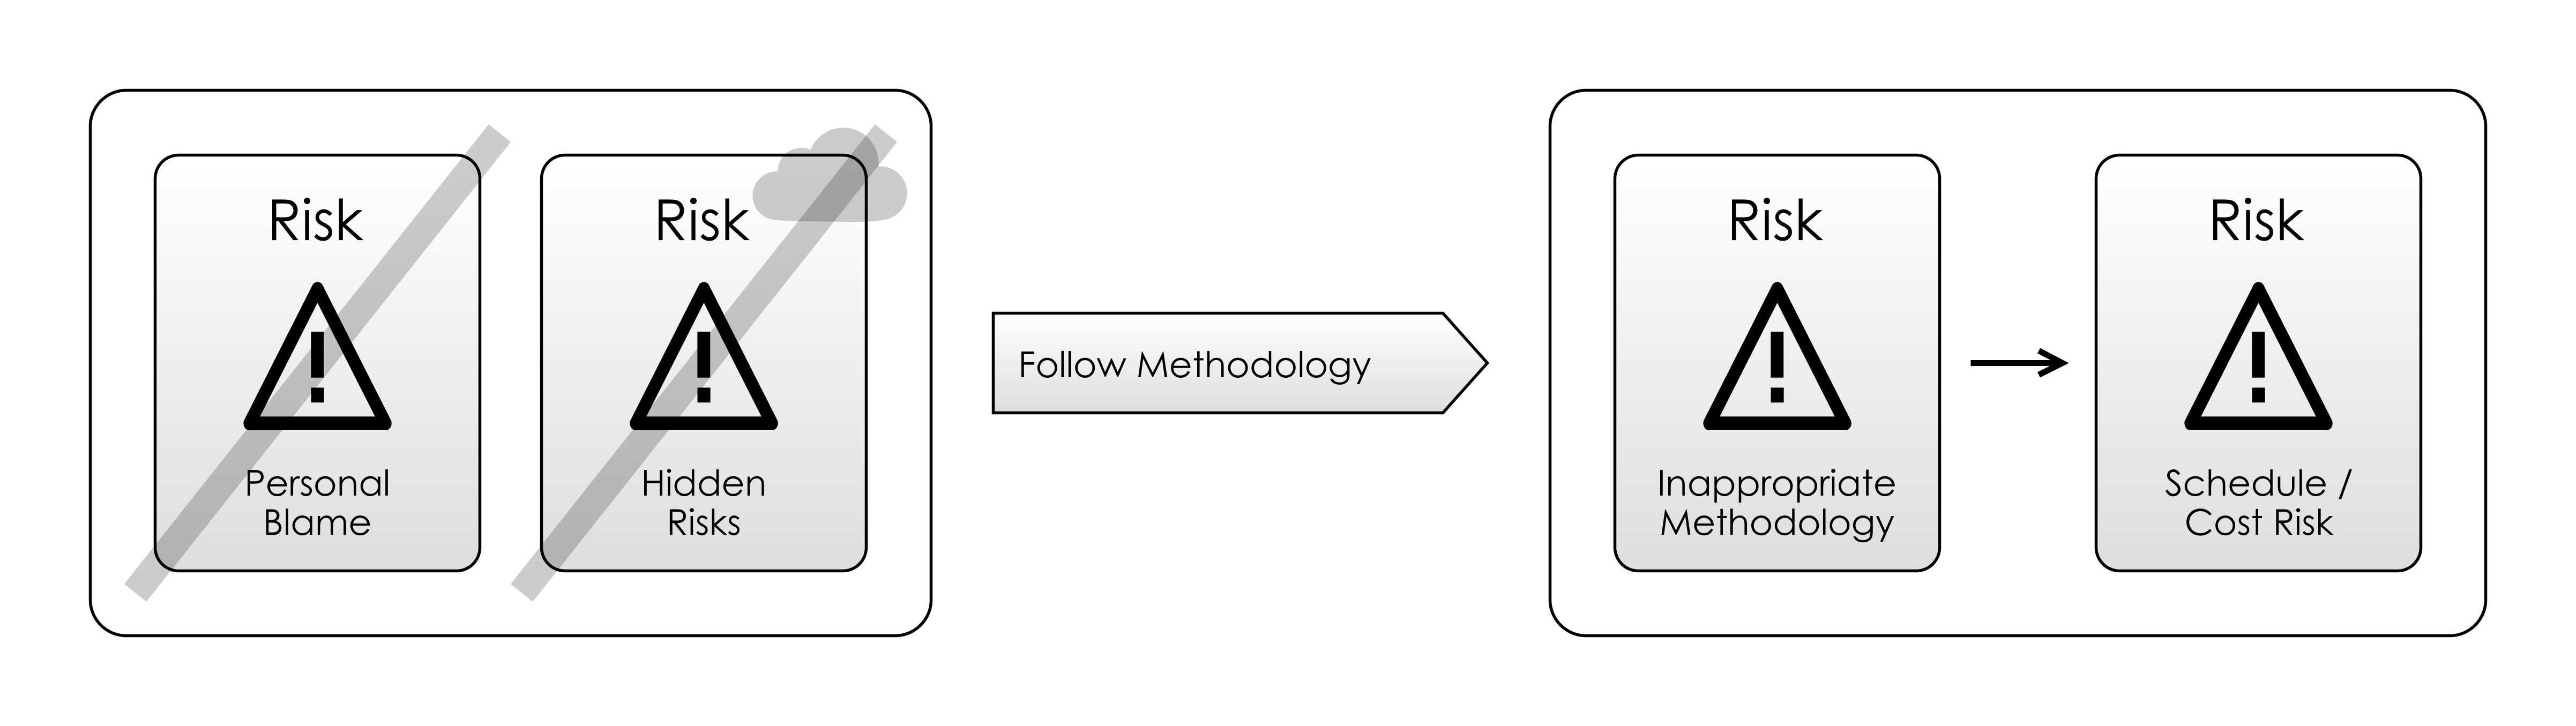 Risk
Personal
Blame
Risk
Hidden
Risks
Follow Methodology
Risk
Inappropriate
Methodology
Risk
Schedule /
Cost Risk